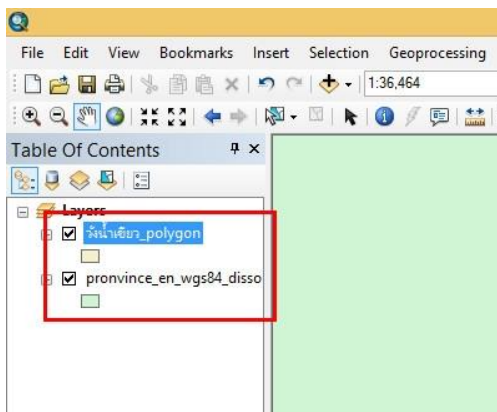 File Edit View Bookmarks Insert Selection Geoprocessing
1:36,464
Table Of Contents
Layers
วังน้ำเขียว_polygon
pronvince_en_wgs84_disso